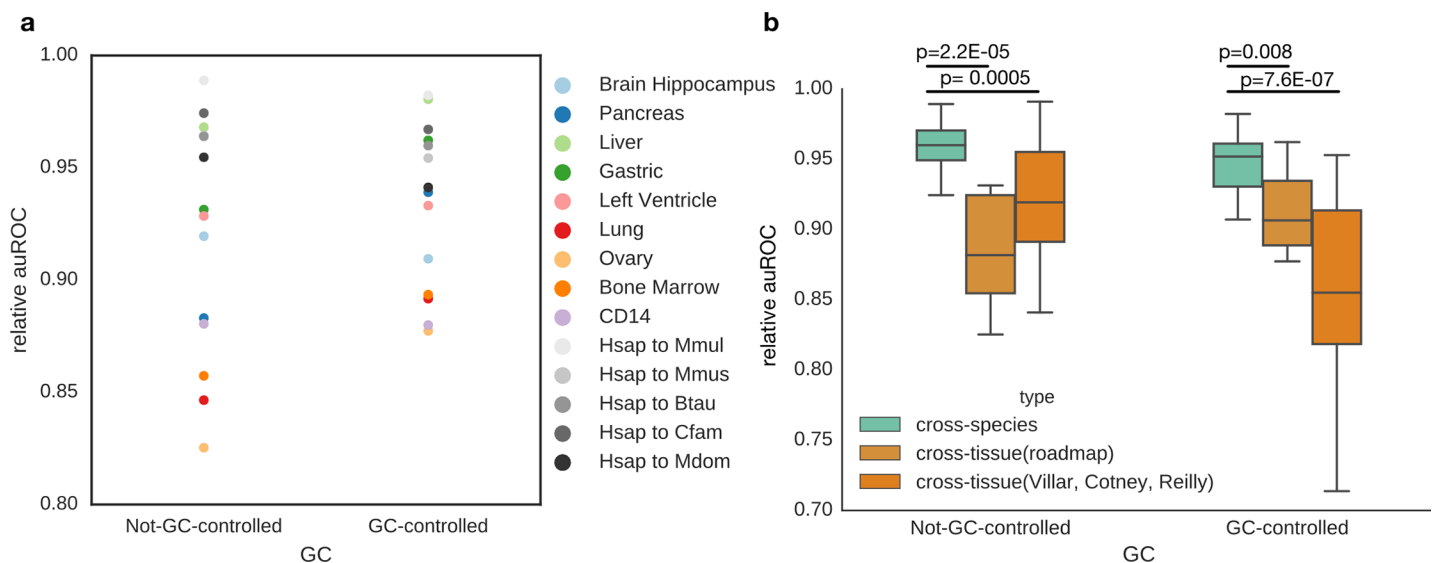 a
1.00
0.95
0.90
0.85
0.80
relative auROC
Not-GC-controlled
GC-controlled
GC
Brain Hippocampus
Pancreas
Liver
Gastric
Left Ventricle
Lung
Ovary
Bone Marrow
CD14
Hsap to Mmul
Hsap to Mmus
Hsap to Btau
Hsap to Cfam
Hsap to Mdom
b
p=2.2E-05
p= 0.0005
p=0.008
p=7.6E-07
1.00
0.95
0.90
0.85
0.80
0.75
0.70
relative auROC
type
cross-species
cross-tissue(roadmap)
cross-tissue(Villar, Cotney, Reilly)
Not-GC-controlled
GC-controlled
GC